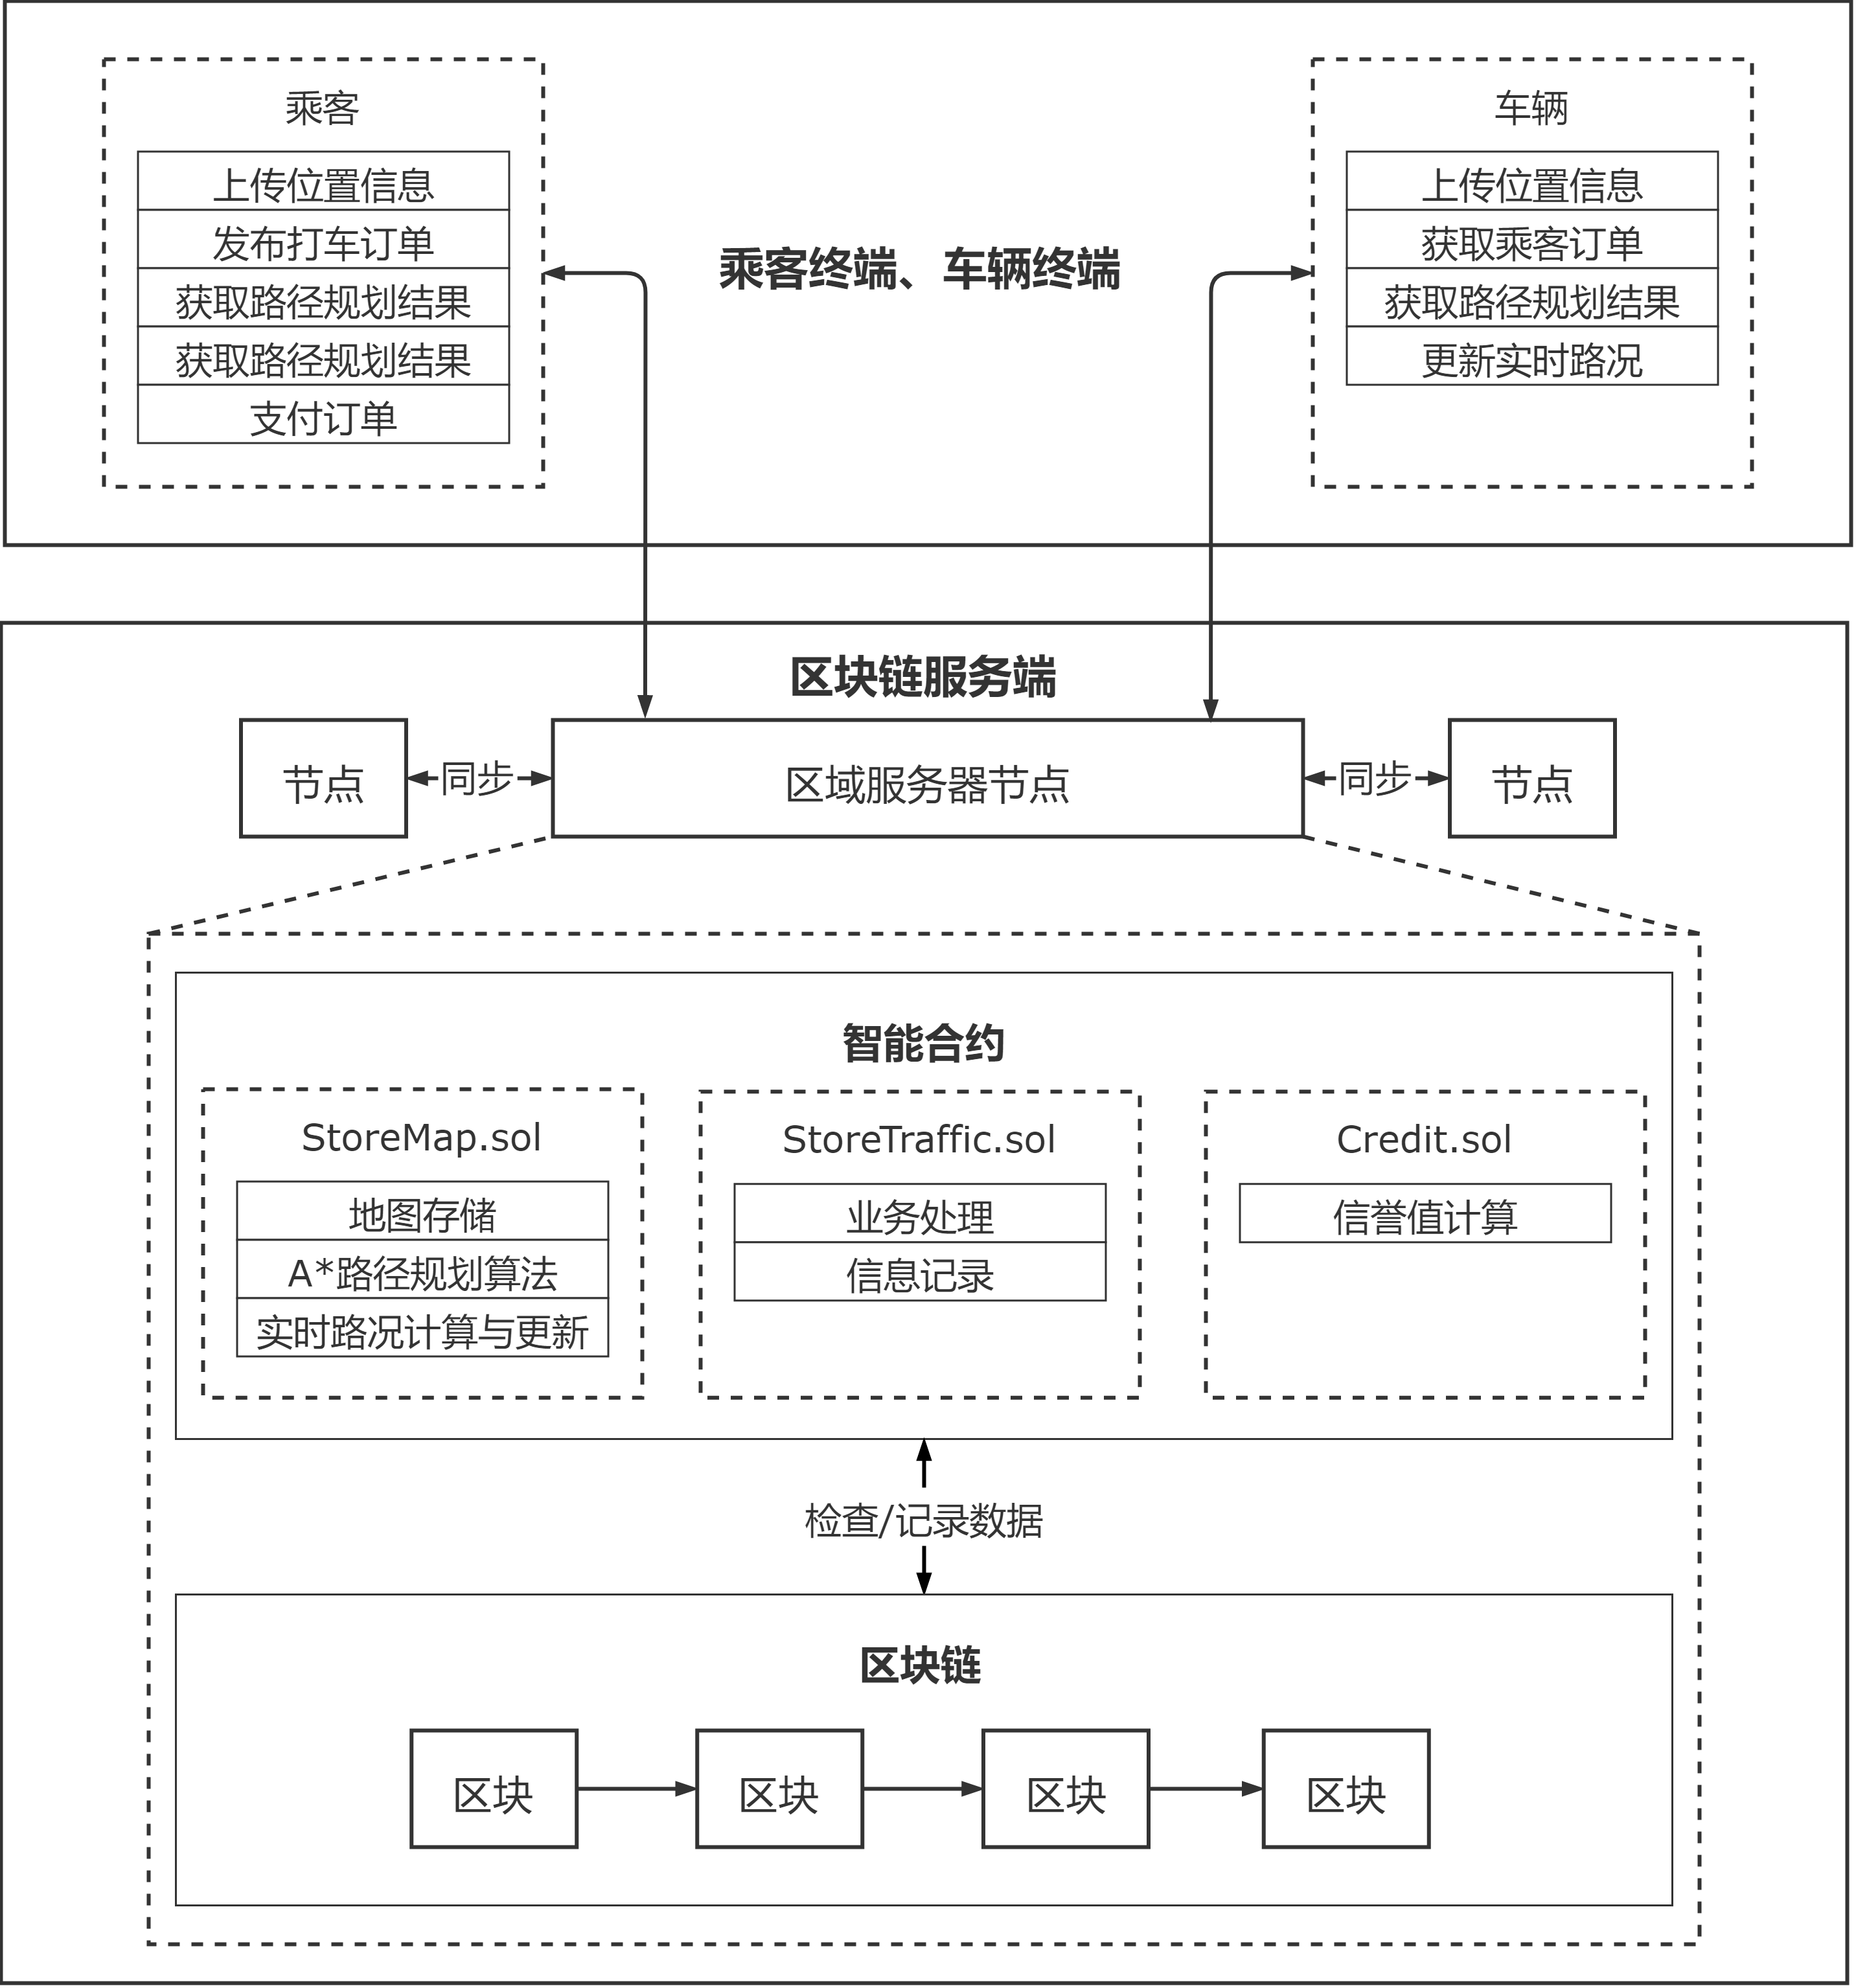 乘客
上传位置信息
发布打车订单
获取路径规划结果
获取路径规划结果
支付订单
乘客终端、车辆终端
车辆
上传位置信息
获取乘客订单
获取路径规划结果
更新实时路况
区块链服务端
节点
同步
区域服务器节点
同步
节点
智能合约
StoreMap.sol
地图存储
A*路径规划算法
实时路况计算与更新
StoreTraffic.sol
业务处理
信息记录
Credit.sol
信誉值计算
检查/记录数据
区块链
区块
区块
区块
区块